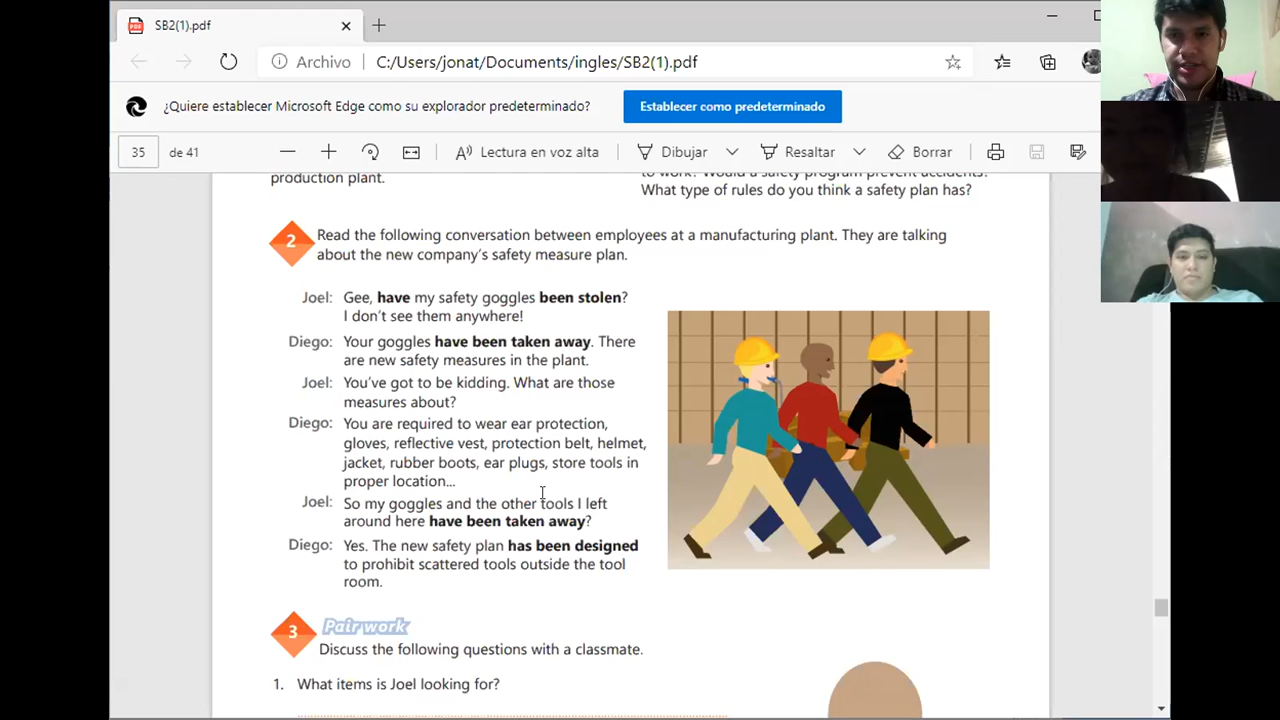 SB2(1).pdf
Archivo
C:/Users/jonat/Documents/ingles/SB2(1).pdf
¿Quiere establecer Microsoft Edge como su explorador predeterminado?
Establecer como predeterminado
35 de 41
Lectura en voz alta
Dibujar
Resaltar
Borrar
production plant.
to work? Would a safety program prevent accidents?
What type of rules do you think a safety plan has?
2 Read the following conversation between employees at a manufacturing plant. They are talking
about the new company's safety measure plan.
Joel: Gee, have my safety goggles been stolen?
I don't see them anywhere!
Diego: Your goggles have been taken away. There
are new safety measures in the plant.
Joel: You've got to be kidding. What are those
measures about?
Diego: You are required to wear ear protection,
gloves, reflective vest, protection belt, helmet,
jacket, rubber boots, ear plugs, store tools in
proper location...
Joel: So my goggles and the other tools I left
around here have been taken away?
Diego: Yes. The new safety plan has been designed
to prohibit scattered tools outside the tool
room.
3 Pair work
Discuss the following questions with a classmate.
1. What items is Joel looking for?